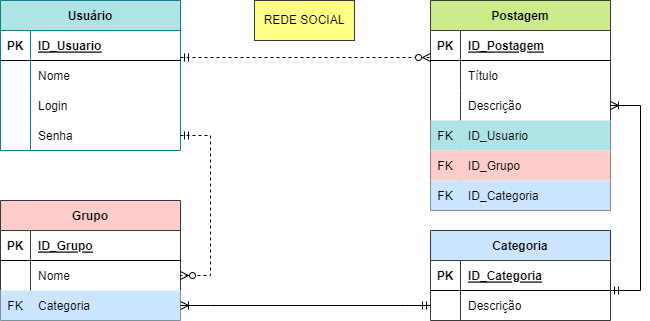 Usuário
PK ID_Usuario
Nome
Login
Senha
REDE SOCIAL
Postagem
PK ID_Postagem
Título
Descrição
FK ID_Usuario
FK ID_Grupo
FK ID_Categoria
Grupo
PK ID_Grupo
Nome
FK Categoria
Categoria
PK ID_Categoria
Descrição